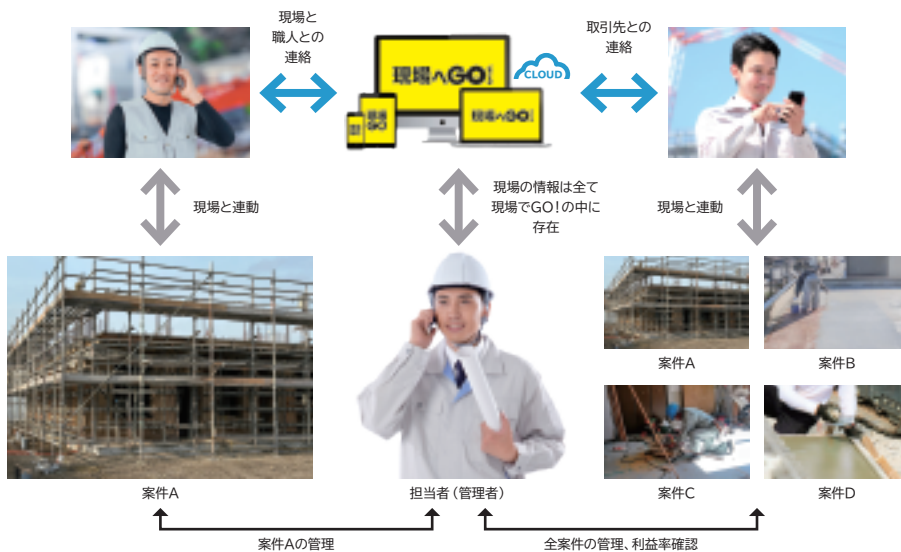 現場と
職人との
連絡
現場へGO!
CLOUD
取引先との
連絡
現場へGO!
現場
GO!
現場へGO!
現場と連動
現場の情報は全て
現場でGO!の中に
存在
現場と連動
案件A
案件B
案件A
担当者(管理者)
案件C
案件D
案件Aの管理
全案件の管理、利益率確認